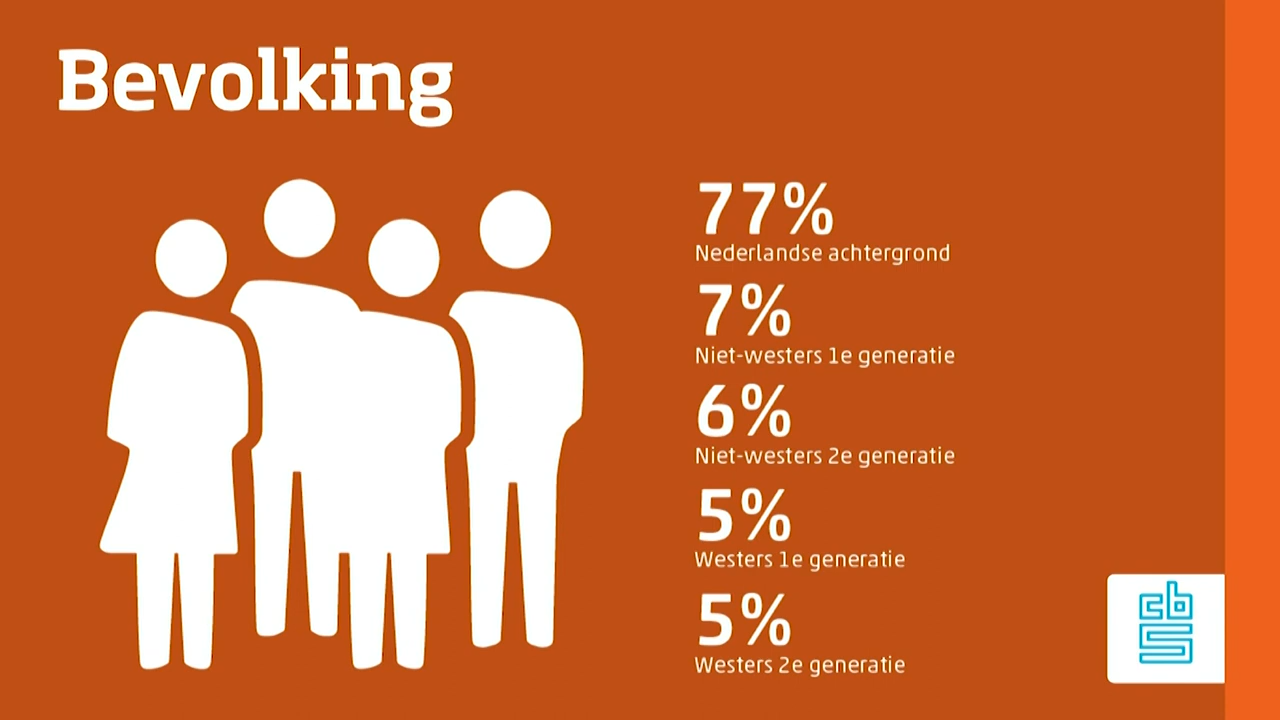 Bevolking
77%
Nederlandse achtergrond
7%
Niet-westers 1e generatie
6%
Niet-westers 2e generatie
5%
Westers 1e generatie
5%
Westers 2e generatie
cb
s